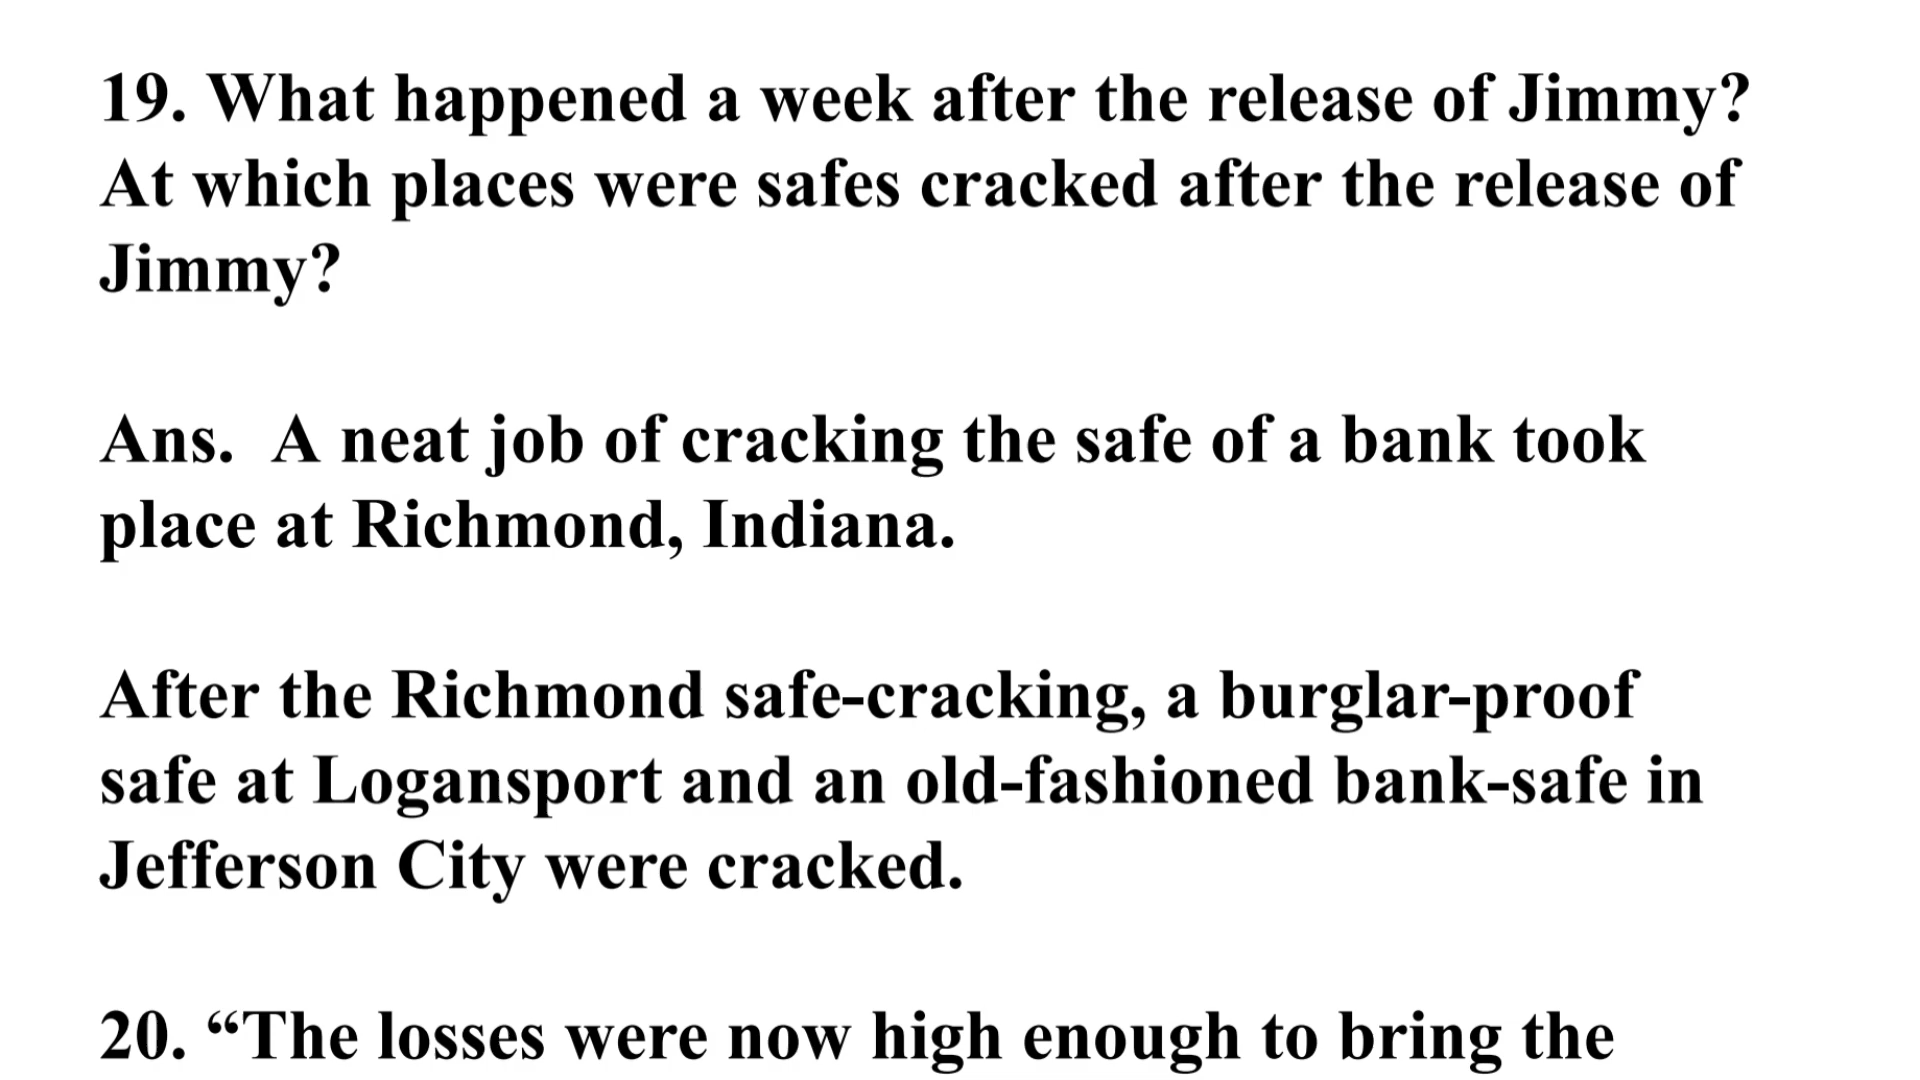 19. What happened a week after the release of Jimmy?
At which places were safes cracked after the release of
Jimmy?
Ans.  A neat job of cracking the safe of a bank took
place at Richmond, Indiana.
After the Richmond safe-cracking, a burglar-proof
safe at Logansport and an old-fashioned bank-safe in
Jefferson City were cracked.
20. “The losses were now high enough to bring the